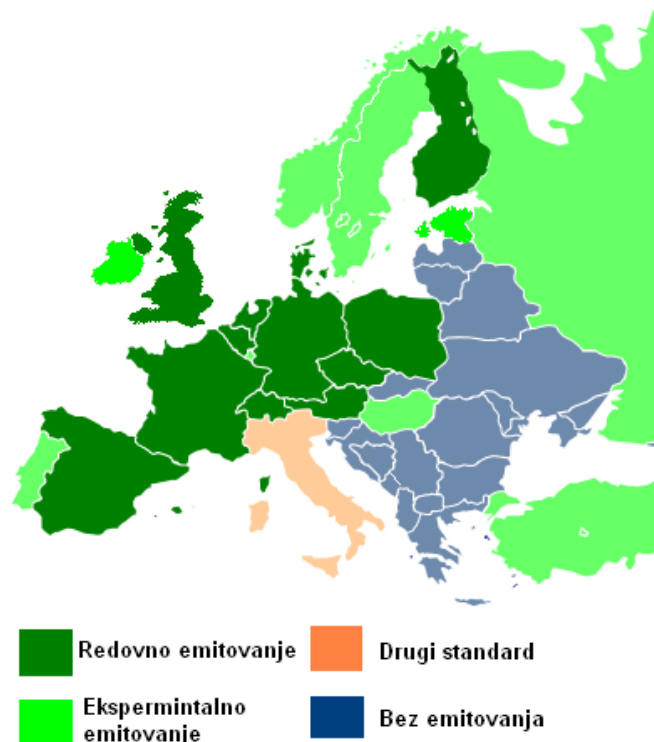 Redovno emitovanje
Drugi standard
Ekspermintalno
emitovanje
Bez emitovanja